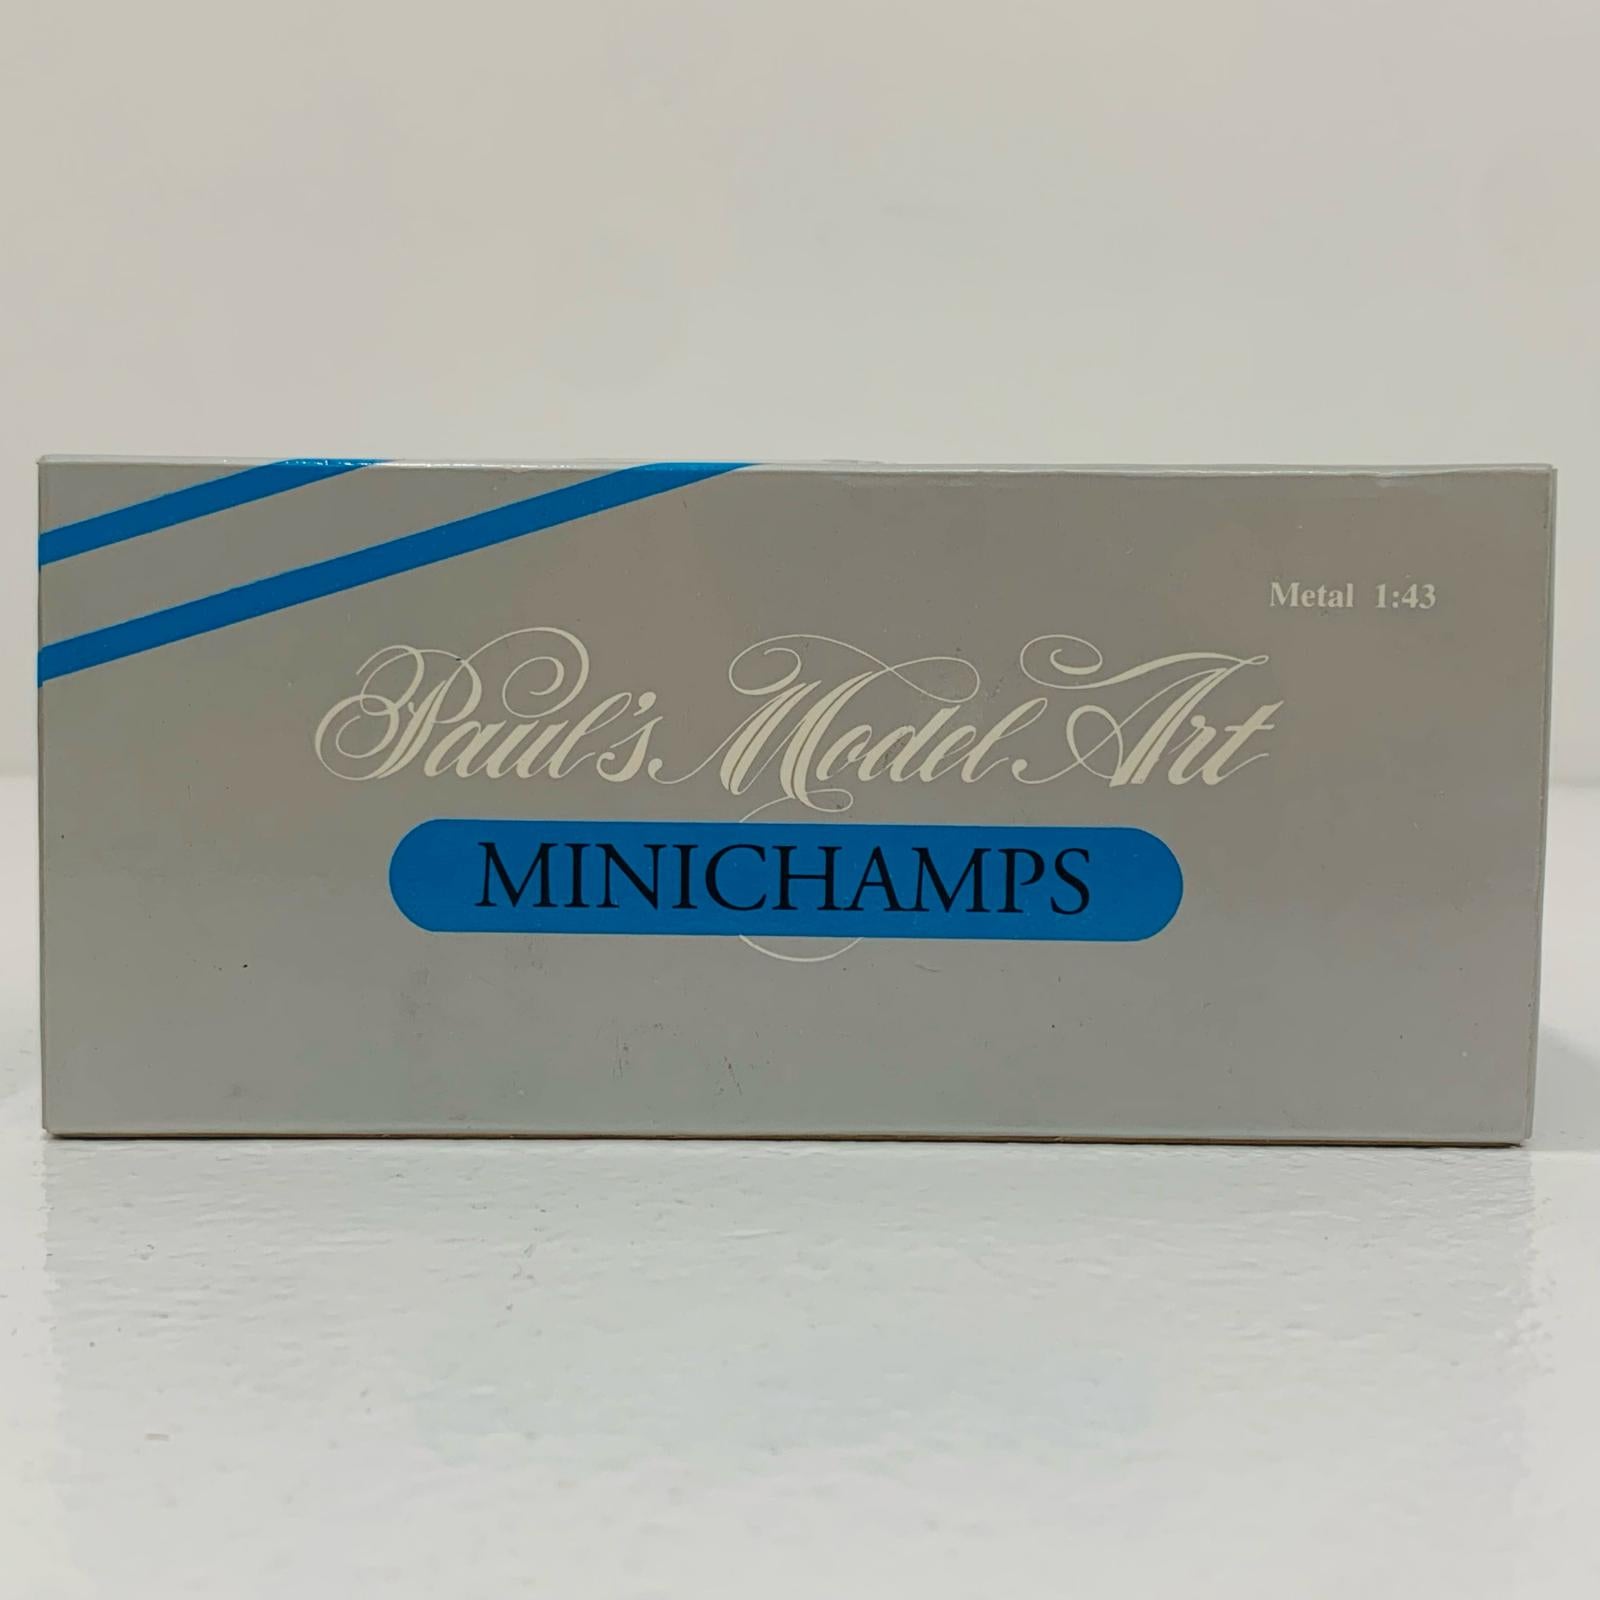 Metal 1:43
Paul's Model Art
MINICHAMPS